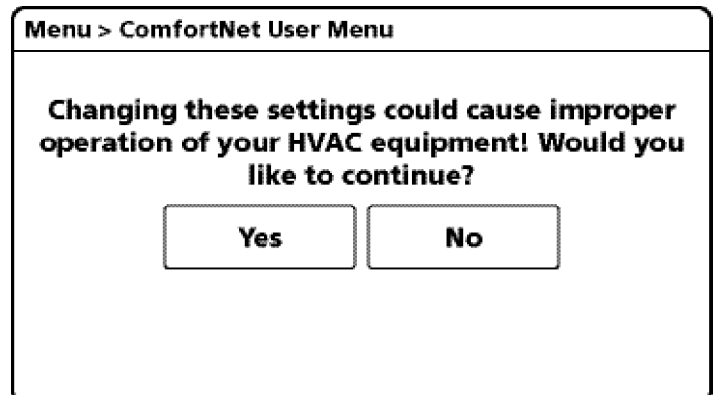 Menu > ComfortNet User Menu
Changing these settings could cause improper
operation of your HVAC equipment! Would you
like to continue?
Yes No